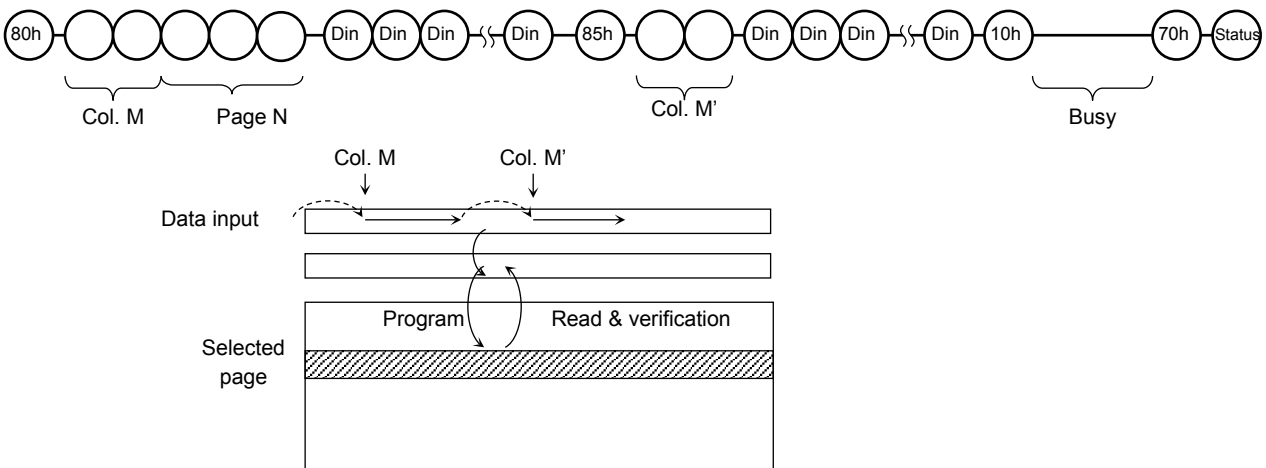 80h Din Din Din Din 85h Din Din Din Din 10h 70h Status
Col. M Page N Col. M’ Busy
Col. M Col. M’
Data input
Program Read & verification
Selected
page